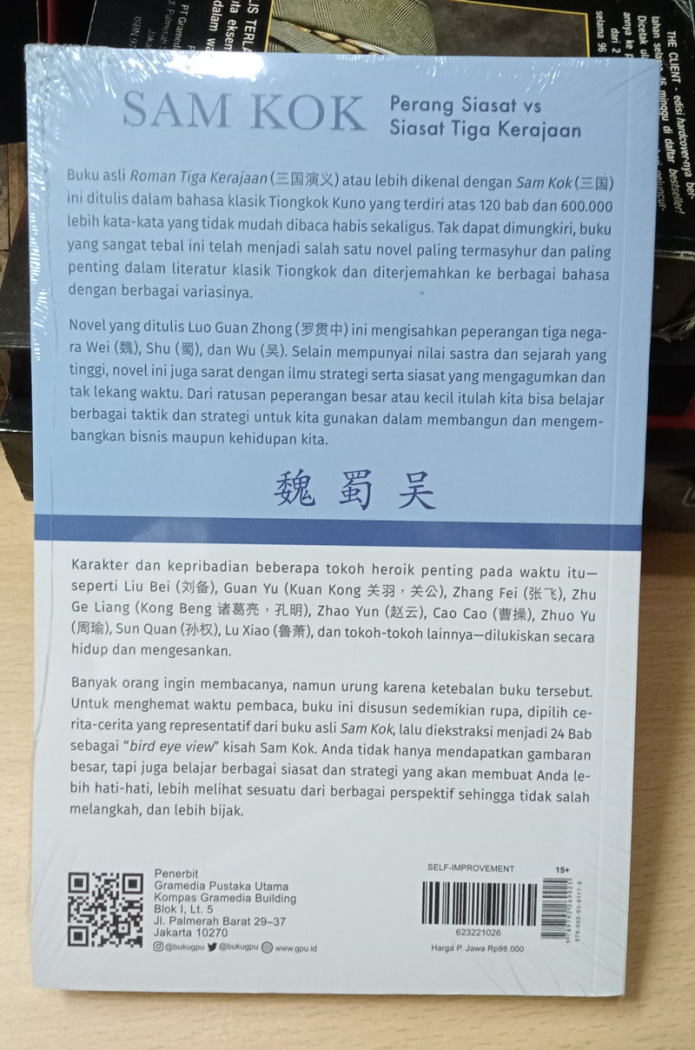 THE CLIENT - edisi hardcover-nya ber-
SAM KOK
Perang Siasat vs
Siasat Tiga Kerajaan
Buku asli Roman Tiga Kerajaan (三国演义) atau lebih dikenal dengan Sam Kok (三国)
ini ditulis dalam bahasa klasik Tiongkok Kuno yang terdiri atas 120 bab dan 600.000
lebih kata-kata yang tidak mudah dibaca habis sekaligus. Tak dapat dimungkiri, buku
yang sangat tebal ini telah menjadi salah satu novel paling termasyhur dan paling
penting dalam literatur klasik Tiongkok dan diterjemahkan ke berbagai bahasa
dengan berbagai variasinya.
Novel yang ditulis Luo Guan Zhong (罗贯中) ini mengisahkan peperangan tiga nega-
ra Wei (魏), Shu (蜀), dan Wu (吴). Selain mempunyai nilai sastra dan sejarah yang
tinggi, novel ini juga sarat dengan ilmu strategi serta siasat yang mengagumkan dan
tak lekang waktu. Dari ratusan peperangan besar atau kecil itulah kita bisa belajar
berbagai taktik dan strategi untuk kita gunakan dalam membangun dan mengem-
bangkan bisnis maupun kehidupan kita.
魏 蜀 吴
Karakter dan kepribadian beberapa tokoh heroik penting pada waktu itu—
seperti Liu Bei (刘备), Guan Yu (Kuan Kong 关羽，关公), Zhang Fei (张飞), Zhu
Ge Liang (Kong Beng 诸葛亮，孔明), Zhao Yun (赵云), Cao Cao (曹操), Zhuo Yu
(周瑜), Sun Quan (孙权), Lu Xiao (鲁萧), dan tokoh-tokoh lainnya—dilukiskan secara
hidup dan mengesankan.
Banyak orang ingin membacanya, namun urung karena ketebalan buku tersebut.
Untuk menghemat waktu pembaca, buku ini disusun sedemikian rupa, dipilih ce-
rita-cerita yang representatif dari buku asli Sam Kok, lalu diekstraksi menjadi 24 Bab
sebagai “bird eye view” kisah Sam Kok. Anda tidak hanya mendapatkan gambaran
besar, tapi juga belajar berbagai siasat dan strategi yang akan membuat Anda le-
bih hati-hati, lebih melihat sesuatu dari berbagai perspektif sehingga tidak salah
melangkah, dan lebih bijak.
Penerbit
Gramedia Pustaka Utama
Kompas Gramedia Building
Blok I, Lt. 5
Jl. Palmerah Barat 29–37
Jakarta 10270
@bukugpu @bukugpu www.gpu.id
SELF-IMPROVEMENT
15+
623221026
Harga P. Jawa Rp98.000